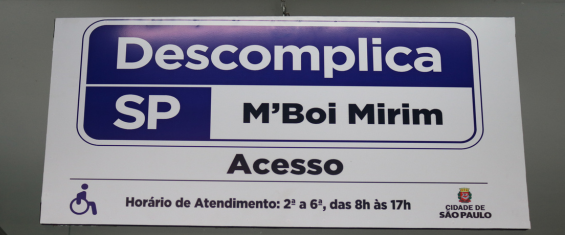 Descomplica
SP M'Boi Mirim
Acesso
Horário de Atendimento: 2ª a 6ª, das 8h às 17h
CIDADE DE
SÃO PAULO